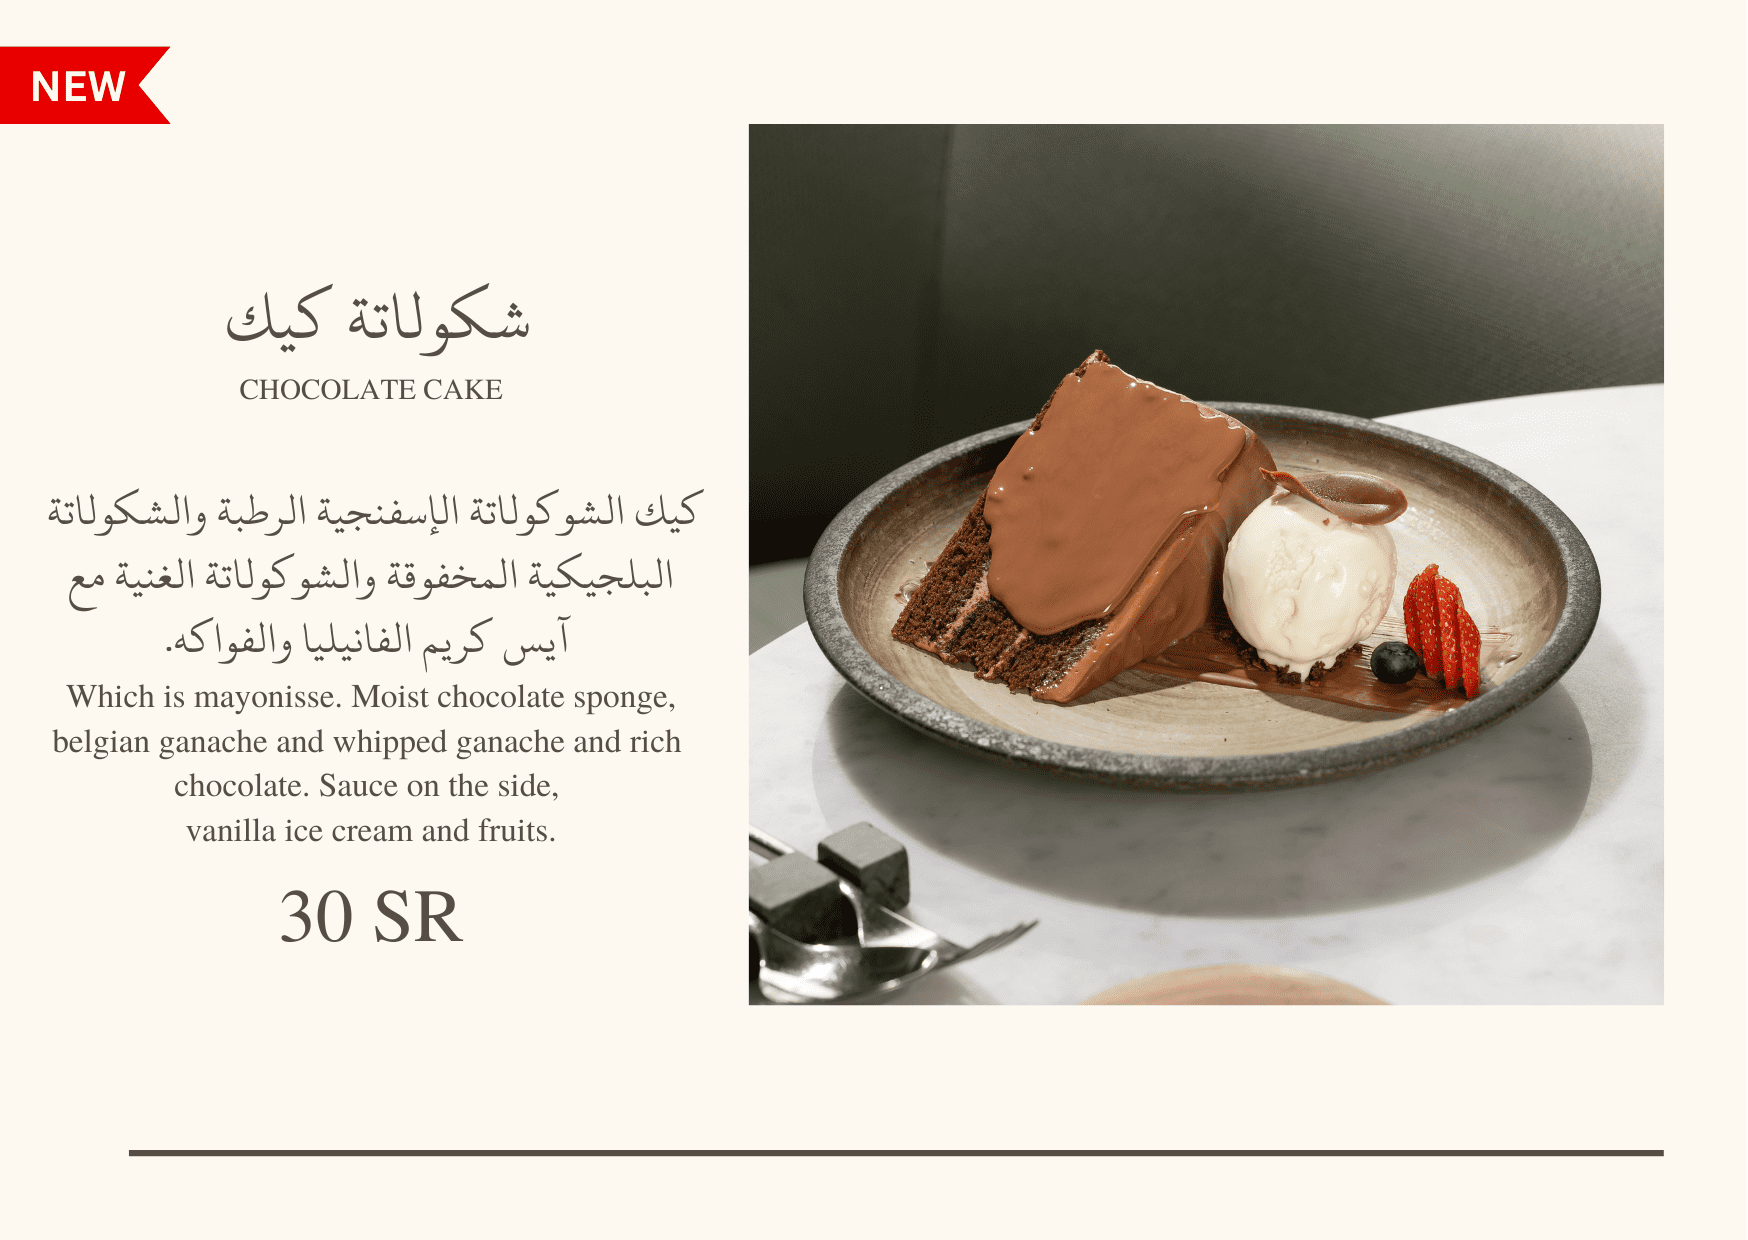 NEW
شكولاتة كيك
CHOCOLATE CAKE
كيك الشوكولاتة الإسفنجية الرطبة والشكولاتة
البلجيكية المخفوقة والشوكولاتة الغنية مع
آيس كريم الفانيليا والفواكه.
Which is mayonisse. Moist chocolate sponge,
belgian ganache and whipped ganache and rich
chocolate. Sauce on the side,
vanilla ice cream and fruits.
30 SR